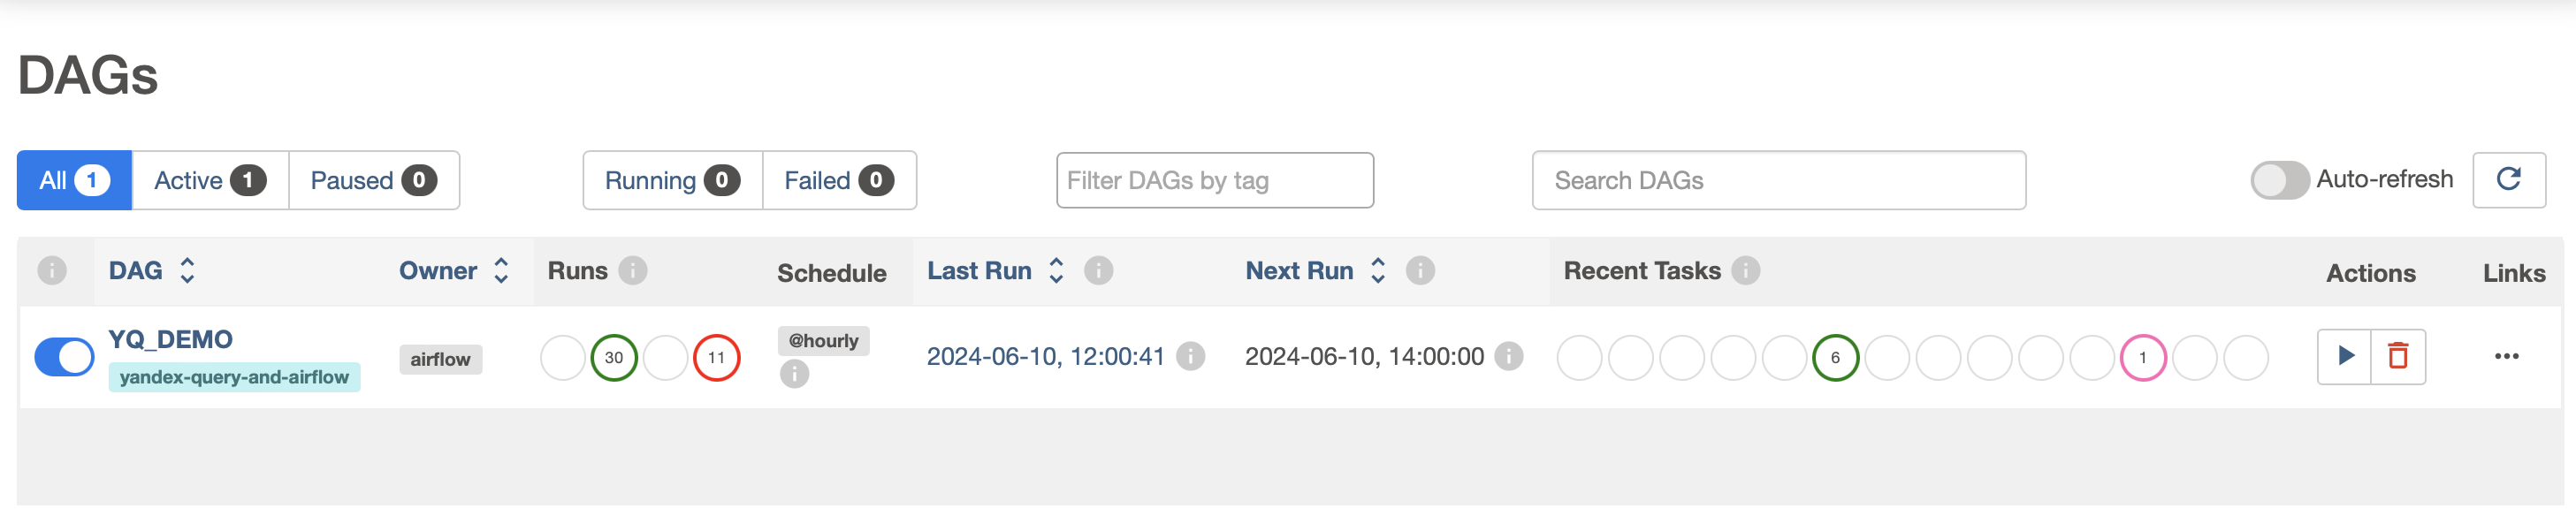 DAGs
All 1 Active 1 Paused 0 Running 0 Failed 0 Filter DAGs by tag Search DAGs Auto-refresh
DAG Owner Runs Schedule Last Run Next Run Recent Tasks Actions Links
YQ_DEMO
yandex-query-and-airflow
airflow
30 11
@hourly
2024-06-10, 12:00:41 2024-06-10, 14:00:00 6 1